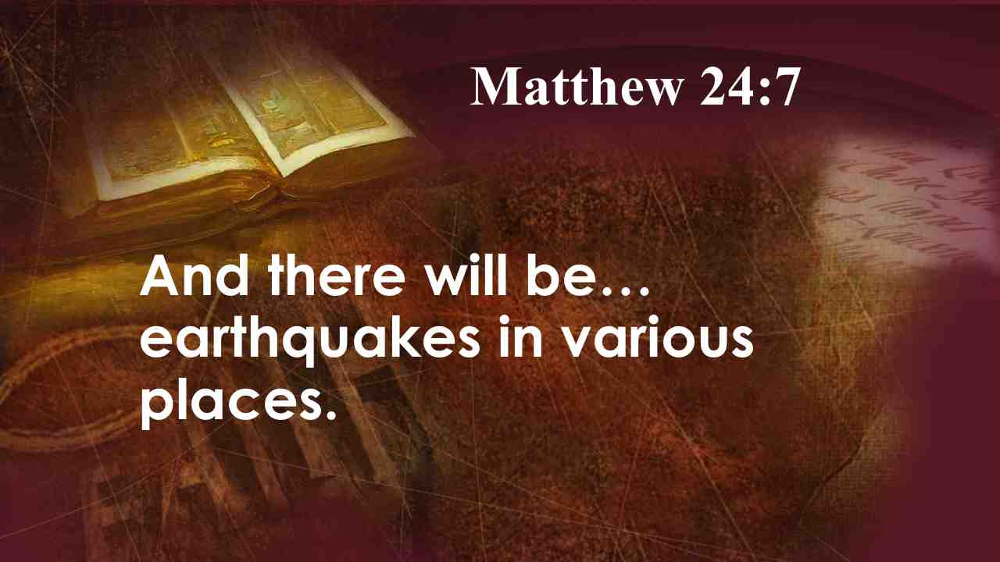 Matthew 24:7
And there will be…
earthquakes in various
places.